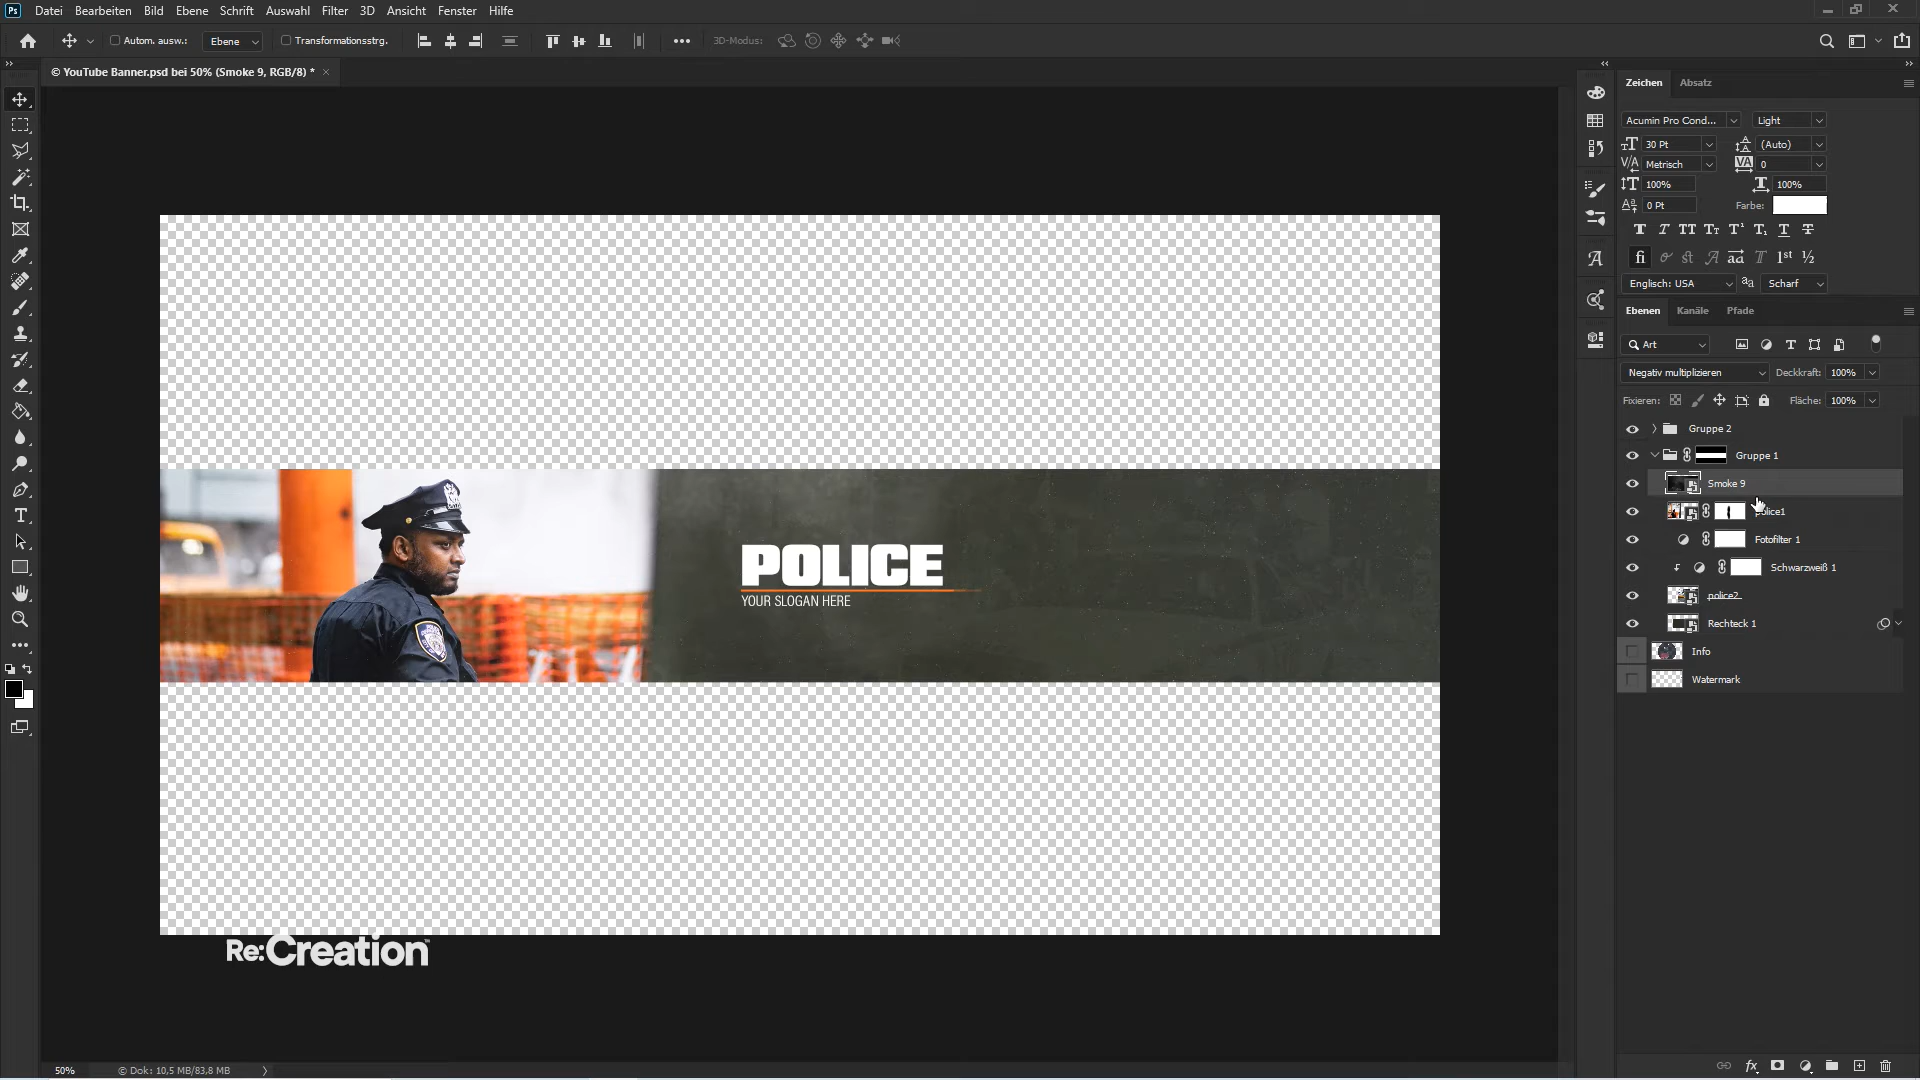 Ps Datei Bearbeiten Bild Ebene Schrift Auswahl Filter 3D Ansicht Fenster Hilfe
Autom. ausw.: Ebene Transformationsstrg. 3D-Modus:
© YouTube Banner.psd bei 50% (Smoke 9, RGB/8) *
Zeichen Absatz
Acumin Pro Cond... Light
30 Pt (Auto)
Metrisch 0
100% 100%
0 Pt Farbe:
Englisch: USA Scharf
Ebenen Kanäle Pfade
Art
Negativ multiplizieren Deckkraft: 100%
Fixieren: Fläche: 100%
Gruppe 2
Gruppe 1
Smoke 9
police1
Fotofilter 1
Schwarzweiß 1
police2
Rechteck 1
Info
Watermark
POLICE
YOUR SLOGAN HERE
Re:Creation
50% © Dok: 10,5 MB/83,8 MB